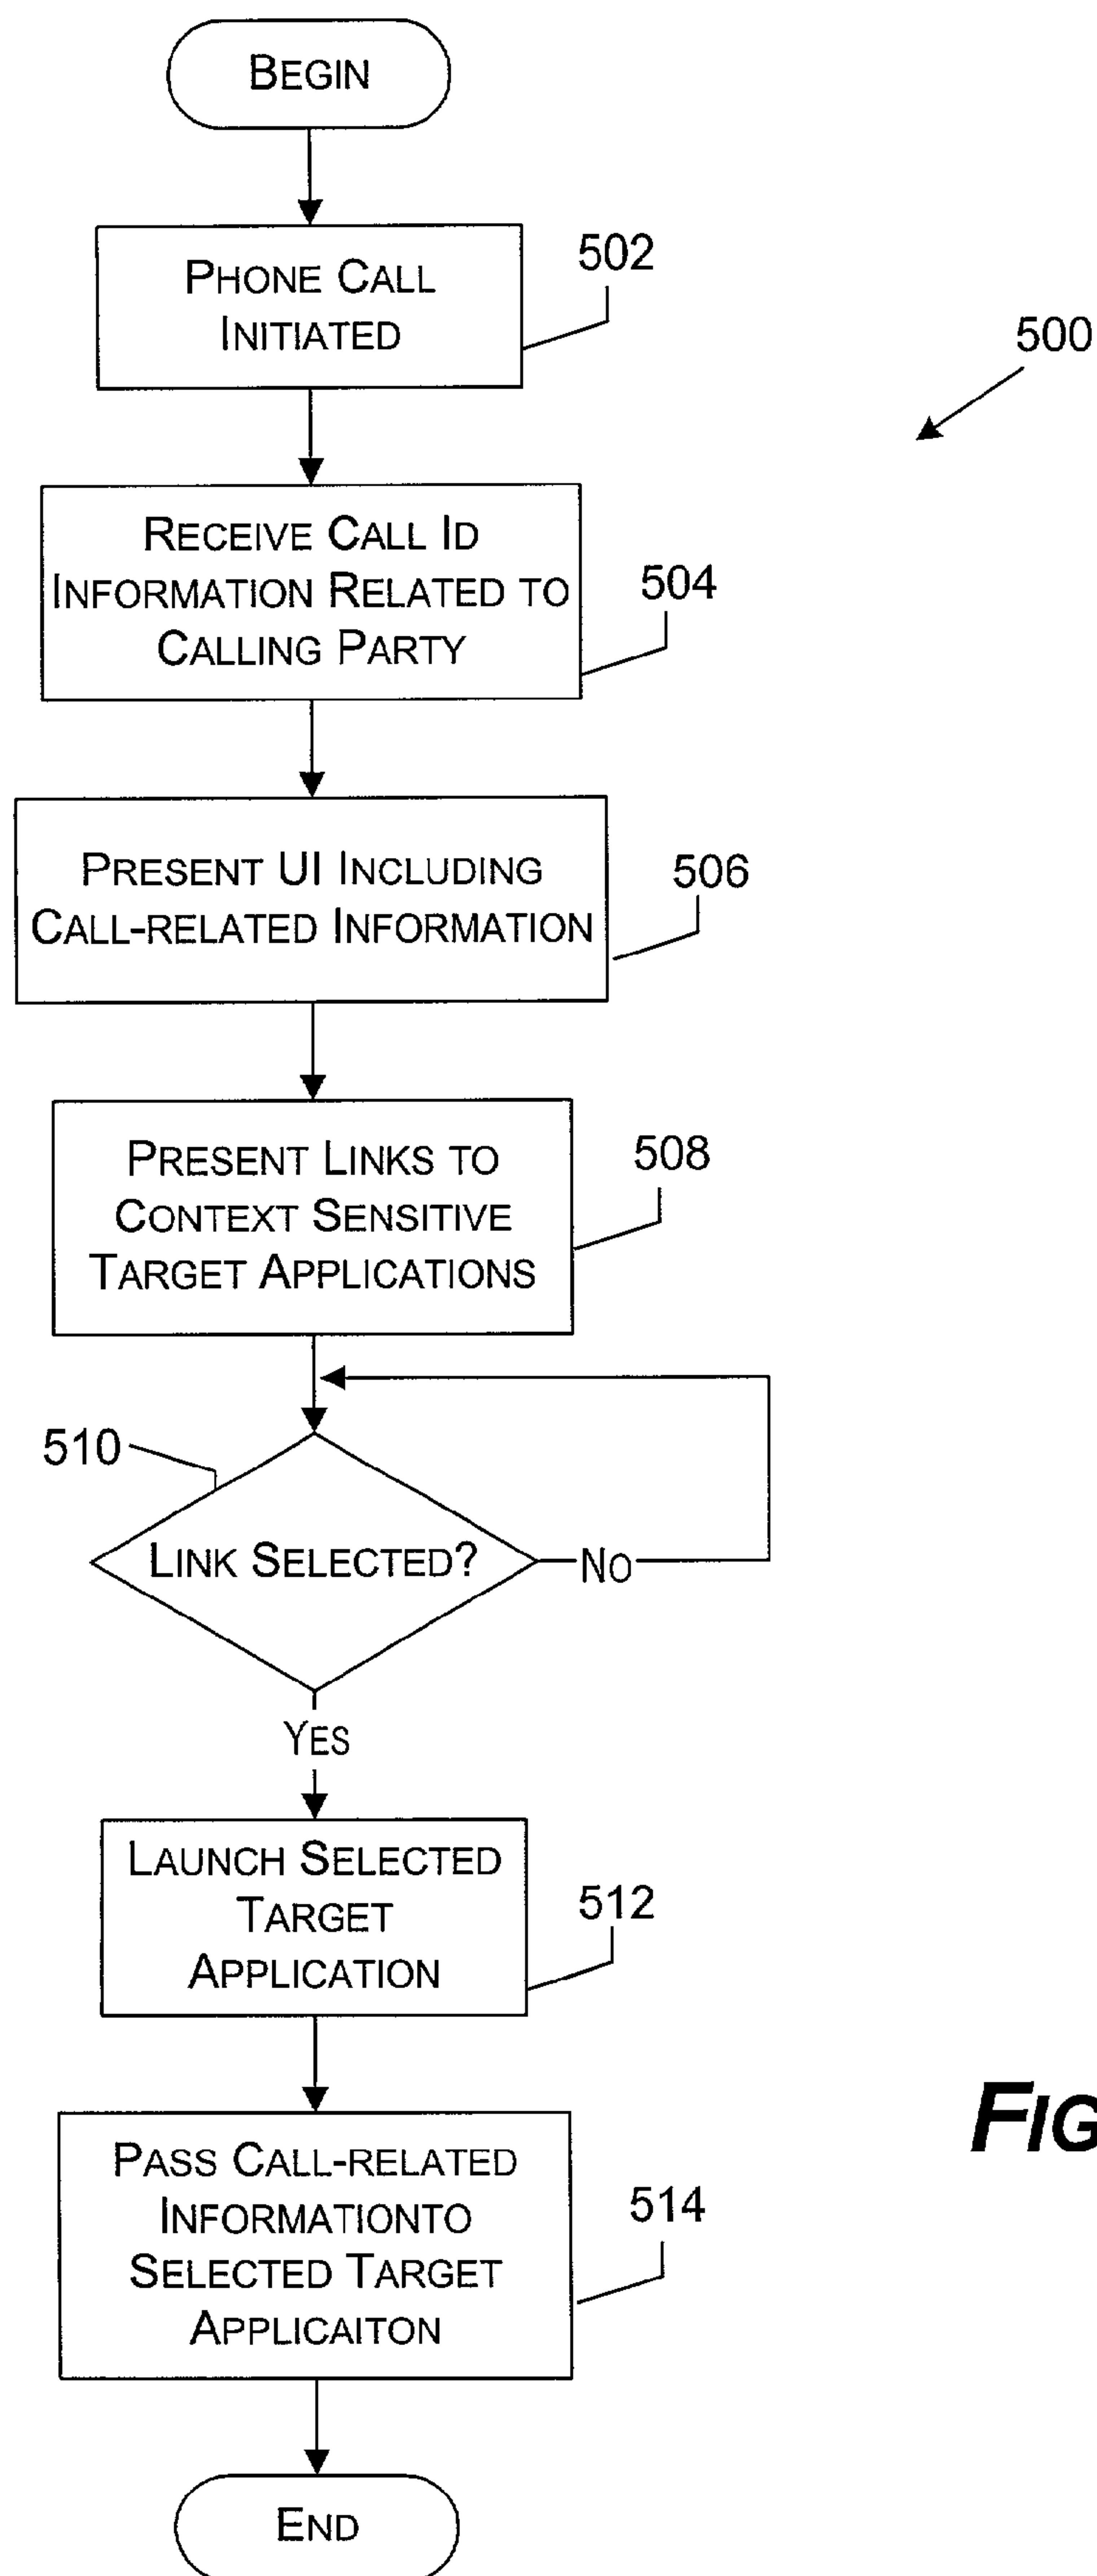 BEGIN
PHONE CALL
INITIATED
502
500
RECEIVE CALL ID
INFORMATION RELATED TO
CALLING PARTY
504
PRESENT UI INCLUDING
CALL-RELATED INFORMATION
506
PRESENT LINKS TO
CONTEXT SENSITIVE
TARGET APPLICATIONS
508
510
LINK SELECTED?
NO
YES
LAUNCH SELECTED
TARGET
APPLICATION
512
FIG
PASS CALL-RELATED
INFORMATIONTO
SELECTED TARGET
APPLICAITON
514
END